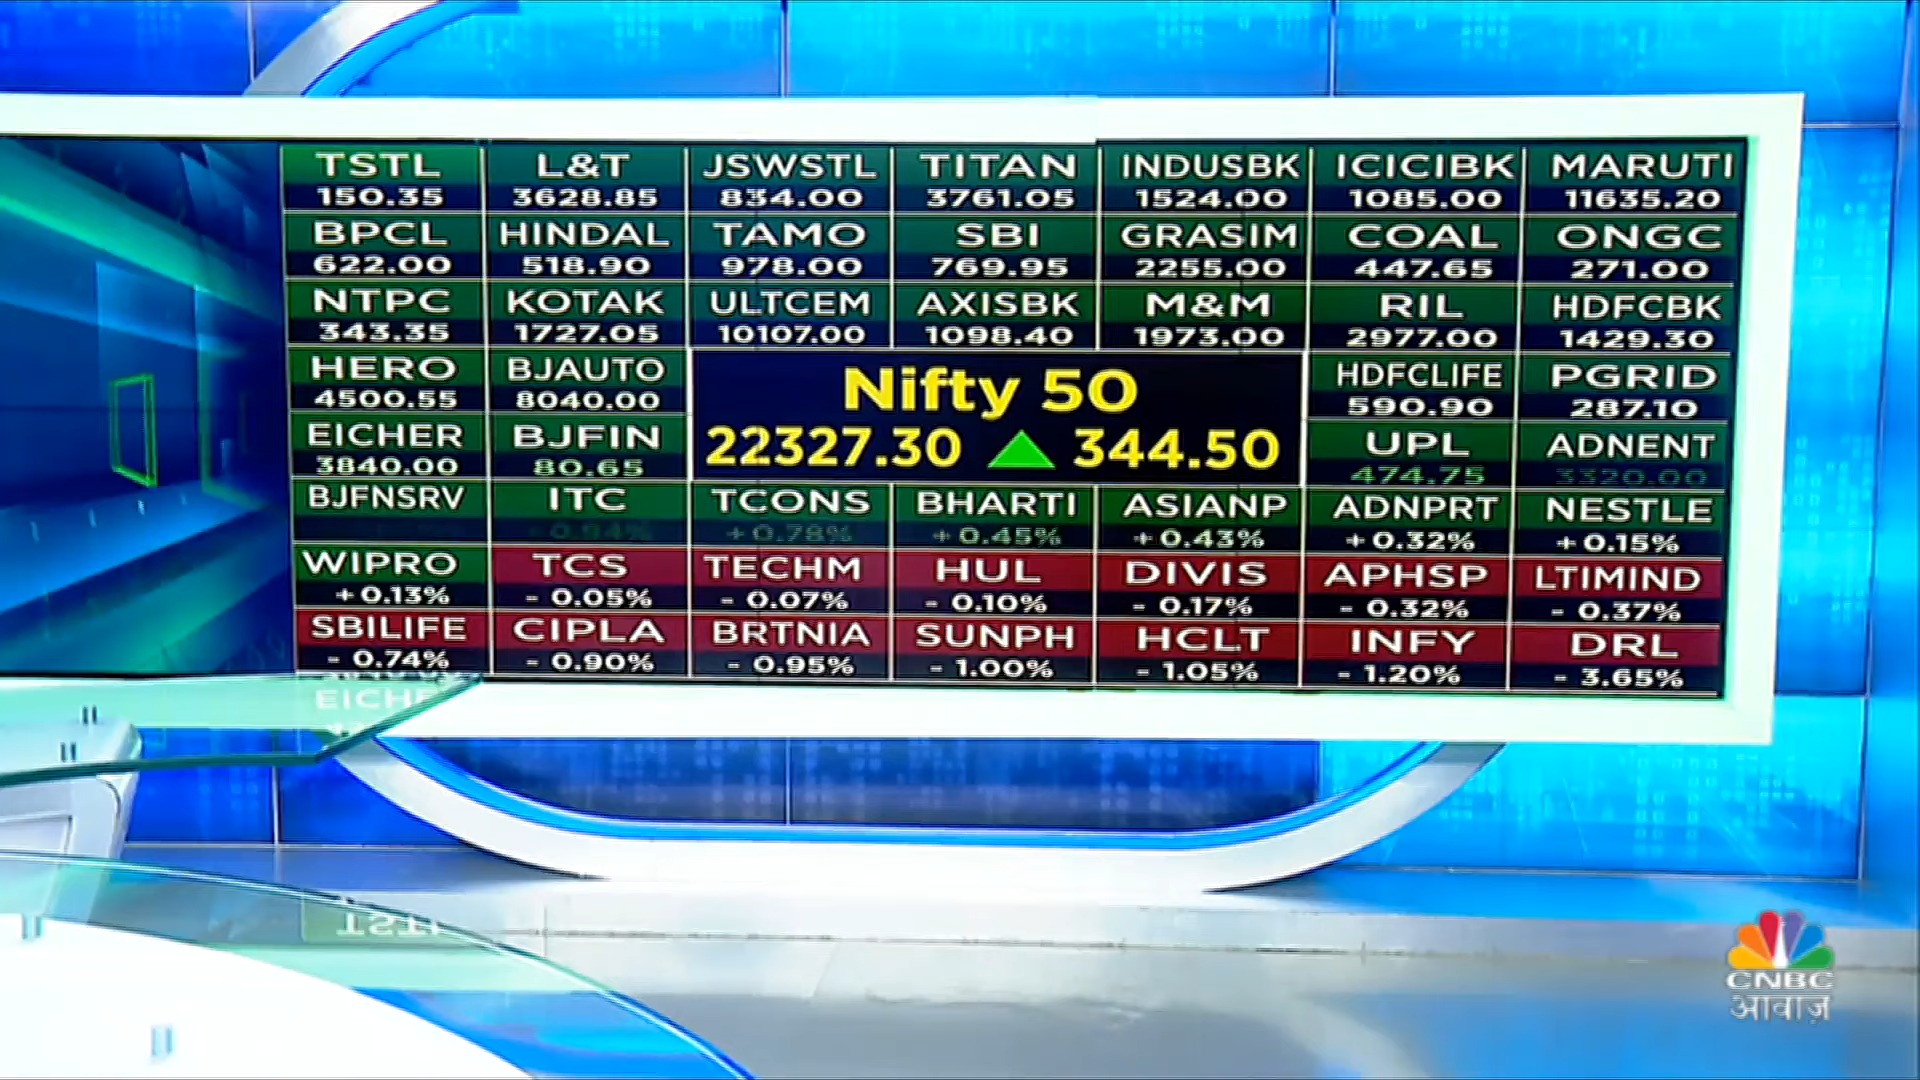 TSTL L&T JSWSTL TITAN INDUSBK ICICIBK MARUTI
150.35 3628.85 834.00 3761.05 1524.00 1085.00 11635.20
BPCL HINDAL TAMO SBI GRASIM COAL ONGC
622.00 518.90 978.00 769.95 2255.00 447.65 271.00
NTPC KOTAK ULTCEM AXISBK M&M RIL HDFCBK
343.35 1727.05 10107.00 1098.40 1973.00 2977.00 1429.30
HERO BJAUTO Nifty 50 HDFCLIFE PGRID
4500.55 8040.00 590.90 287.10
EICHER BJFIN 22327.30 344.50 UPL ADNENT
3840.00 80.65 474.75 3320.00
BJFNSRV ITC TCONS BHARTI ASIANP ADNPRT NESTLE
+ 0.78% + 0.45% + 0.43% + 0.32% + 0.15%
WIPRO TCS TECHM HUL DIVIS APHSP LTIMIND
+ 0.13% - 0.05% - 0.07% - 0.10% - 0.17% - 0.32% - 0.37%
SBILIFE CIPLA BRTNIA SUNPH HCLT INFY DRL
- 0.74% - 0.90% - 0.95% - 1.00% - 1.05% - 1.20% - 3.65%
CNBC
आवाज़